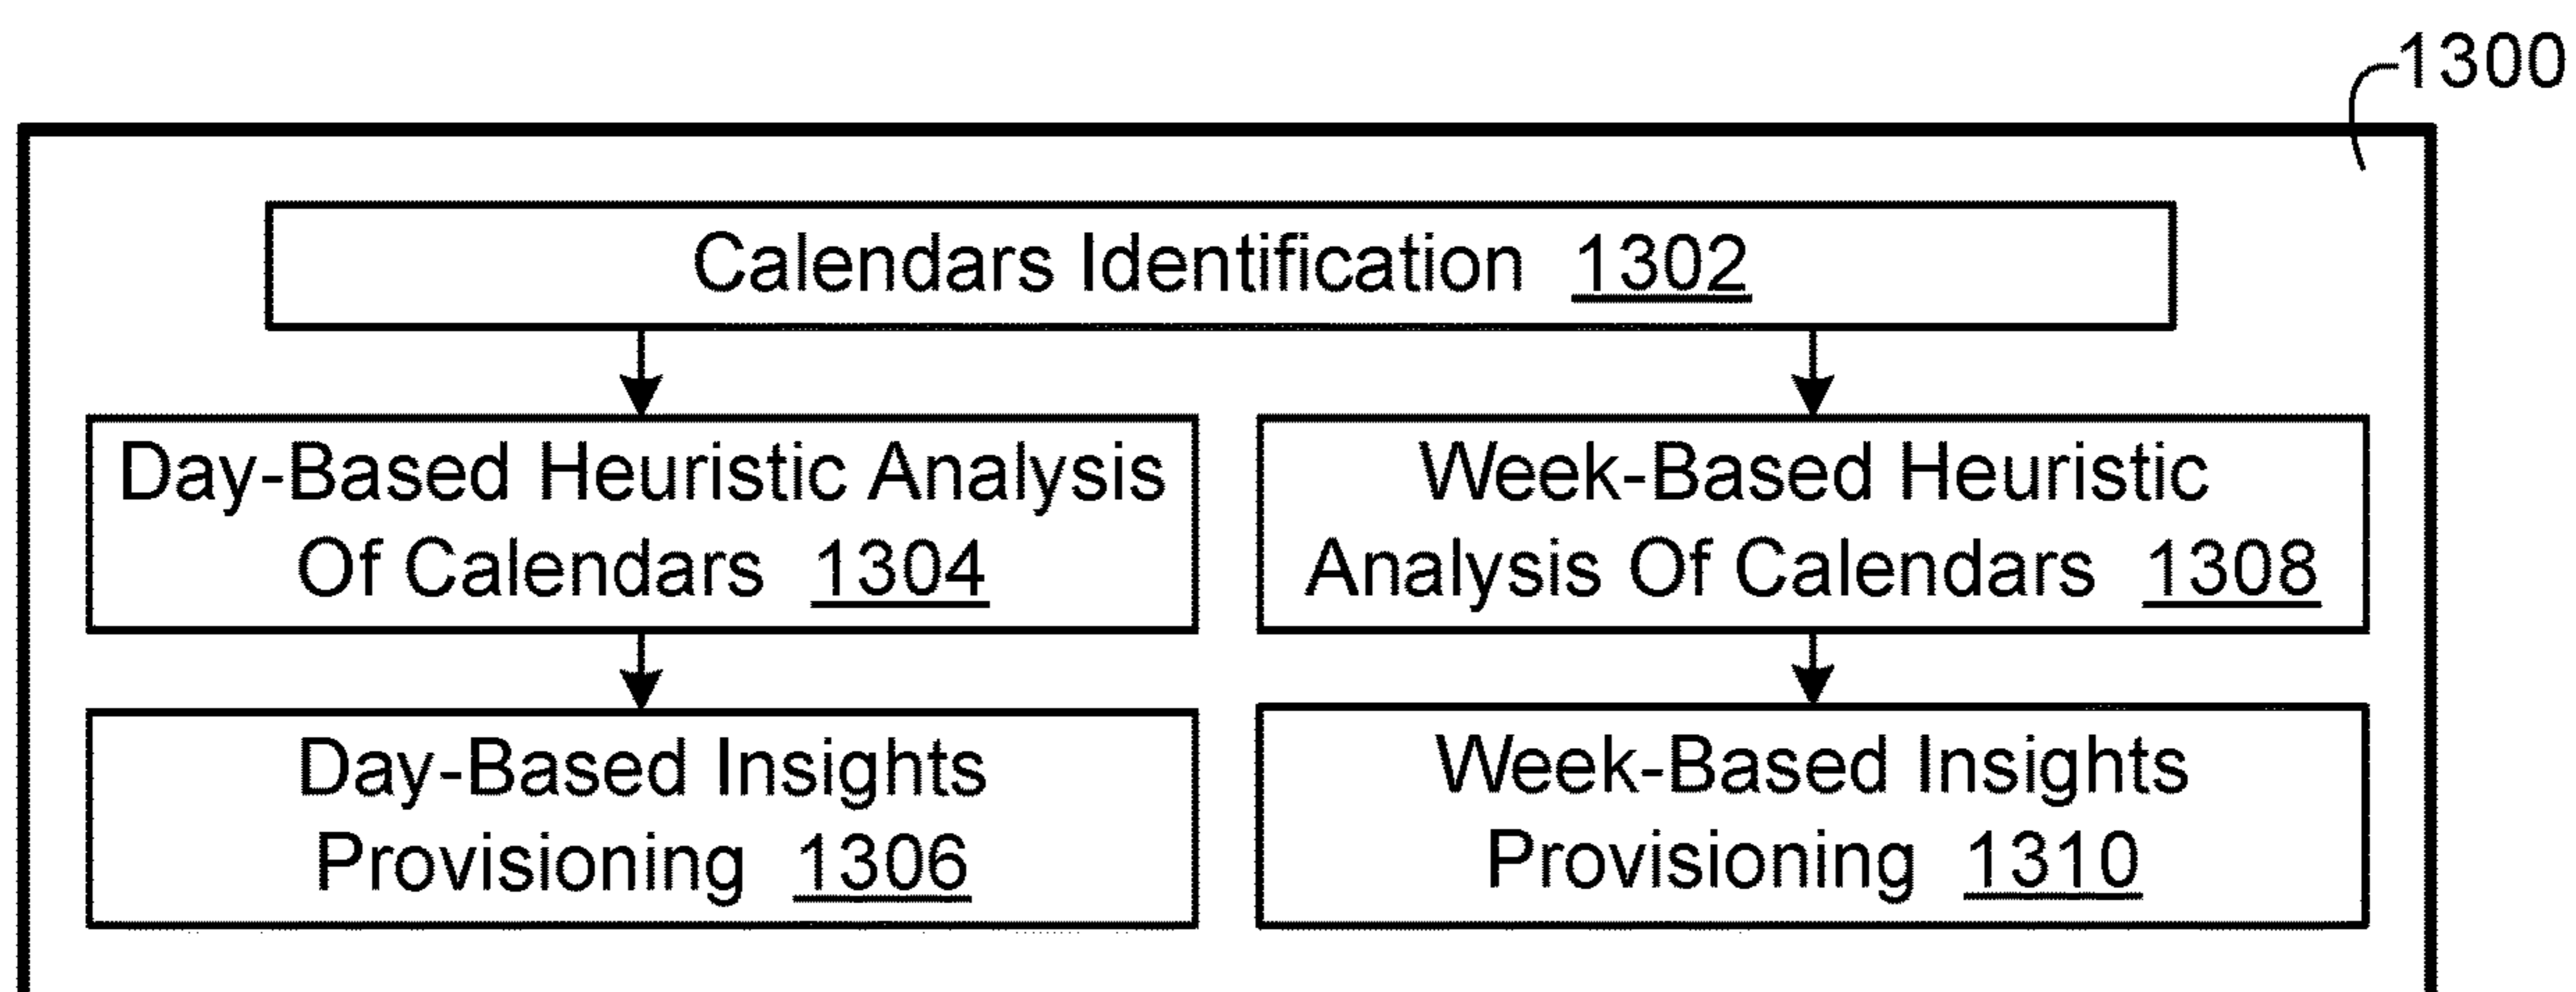 1300
Calendars Identification 1302
Day-Based Heuristic Analysis
Of Calendars 1304
Week-Based Heuristic
Analysis Of Calendars 1308
Day-Based Insights
Provisioning 1306
Week-Based Insights
Provisioning 1310